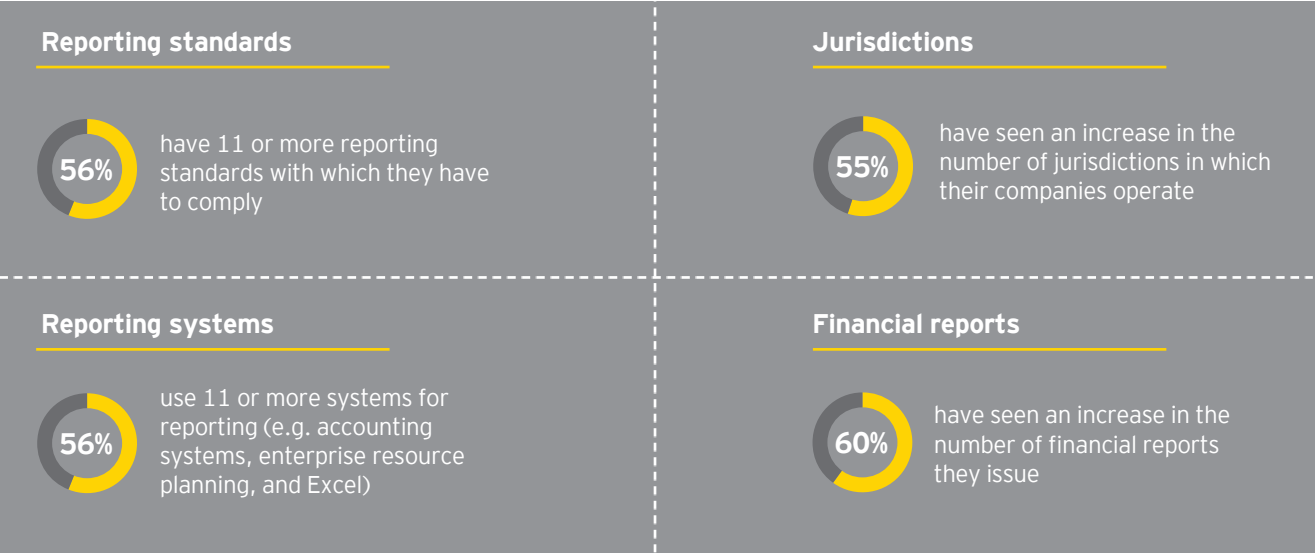 Reporting standards
56%
have 11 or more reporting
standards with which they have
to comply
Jurisdictions
55%
have seen an increase in the
number of jurisdictions in which
their companies operate
Reporting systems
56%
use 11 or more systems for
reporting (e.g. accounting
systems, enterprise resource
planning, and Excel)
Financial reports
60%
have seen an increase in the
number of financial reports
they issue